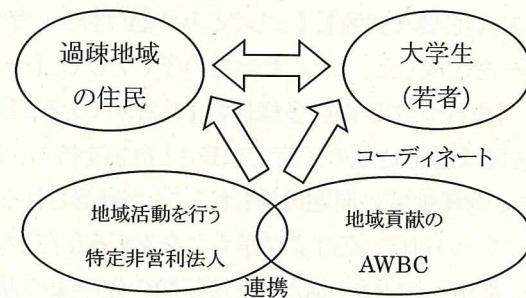 過疎地域
の住民
大学生
(若者)
コーディネート
地域活動を行う
特定非営利法人
地域貢献の
AWBC
連携